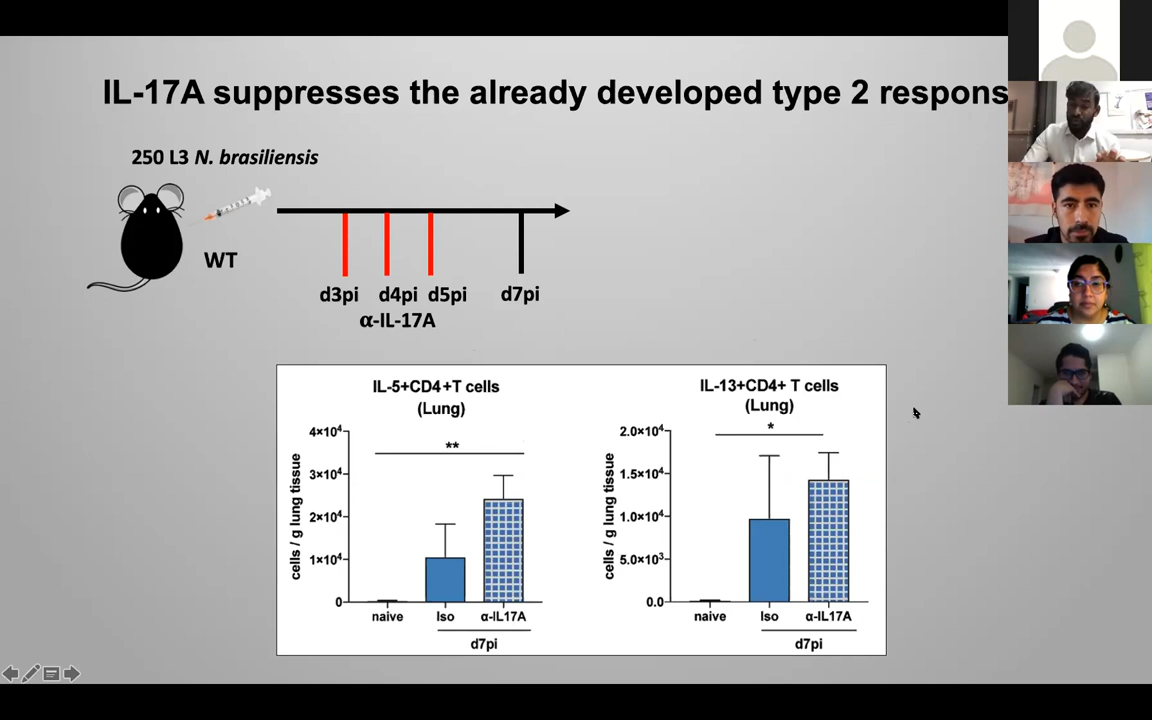 IL-17A suppresses the already developed type 2 respons
250 L3 N. brasiliensis
WT
d3pi d4pi d5pi d7pi
α-IL-17A
IL-5+CD4+T cells
(Lung)
**
cells / g lung tissue
4×10⁴
3×10⁴
2×10⁴
1×10⁴
0
naive Iso α-IL17A
d7pi
IL-13+CD4+ T cells
(Lung)
*
cells / g lung tissue
2.0×10⁴
1.5×10⁴
1.0×10⁴
5.0×10³
0.0
naive Iso α-IL17A
d7pi